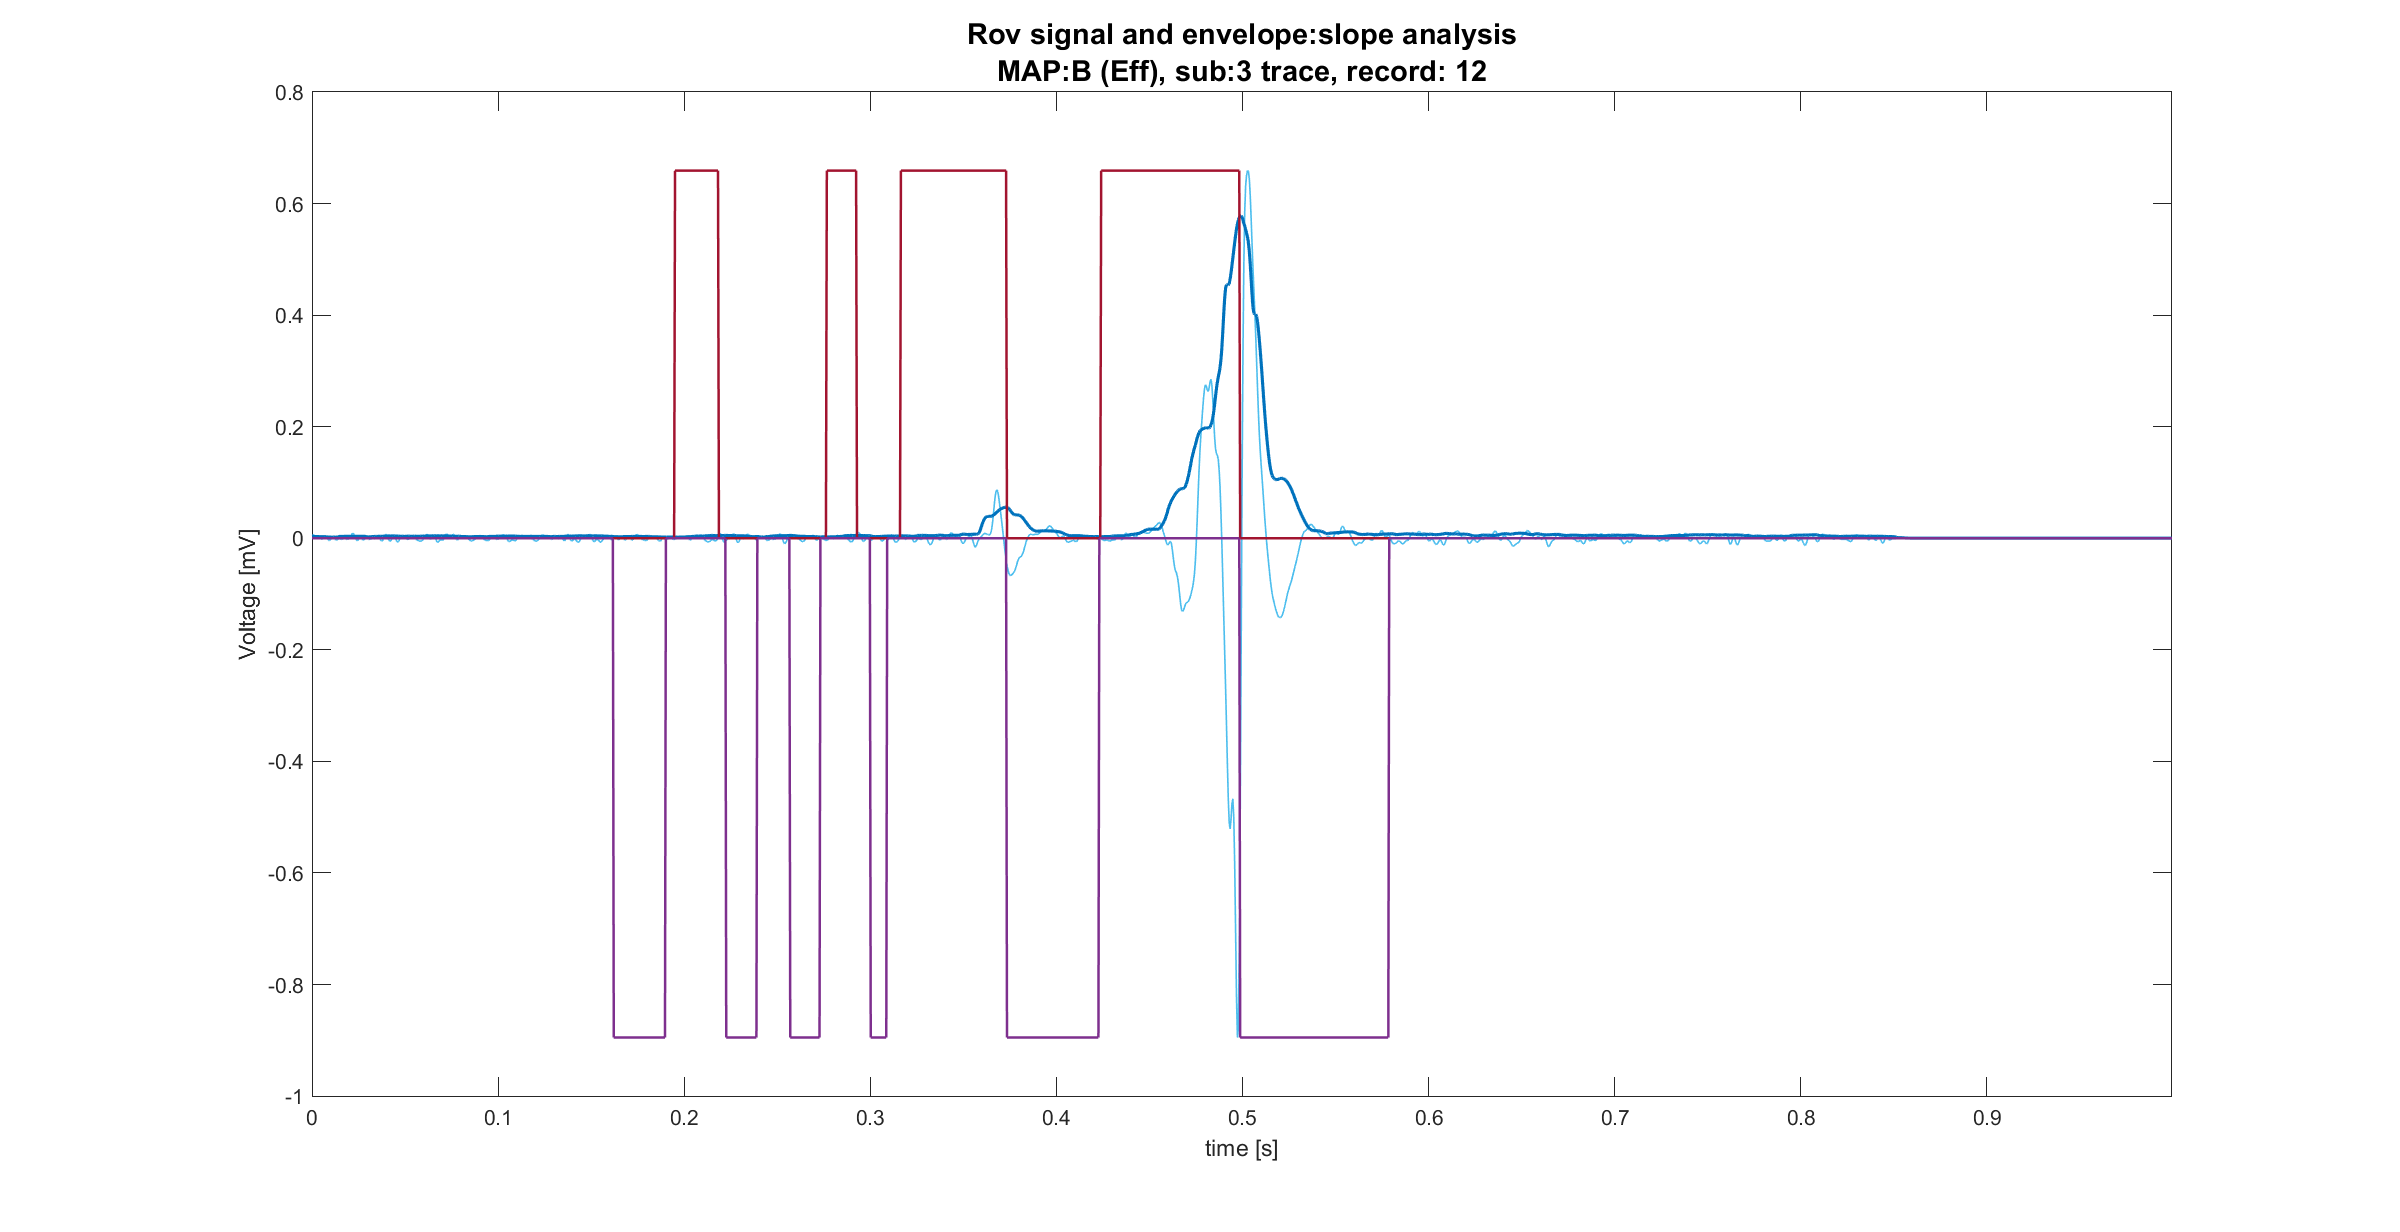 Rov signal and envelope:slope analysis
MAP:B (Eff), sub:3 trace, record: 12
0.8
0.6
0.4
0.2
0
-0.2
-0.4
-0.6
-0.8
-1
Voltage [mV]
0 0.1 0.2 0.3 0.4 0.5 0.6 0.7 0.8 0.9
time [s]